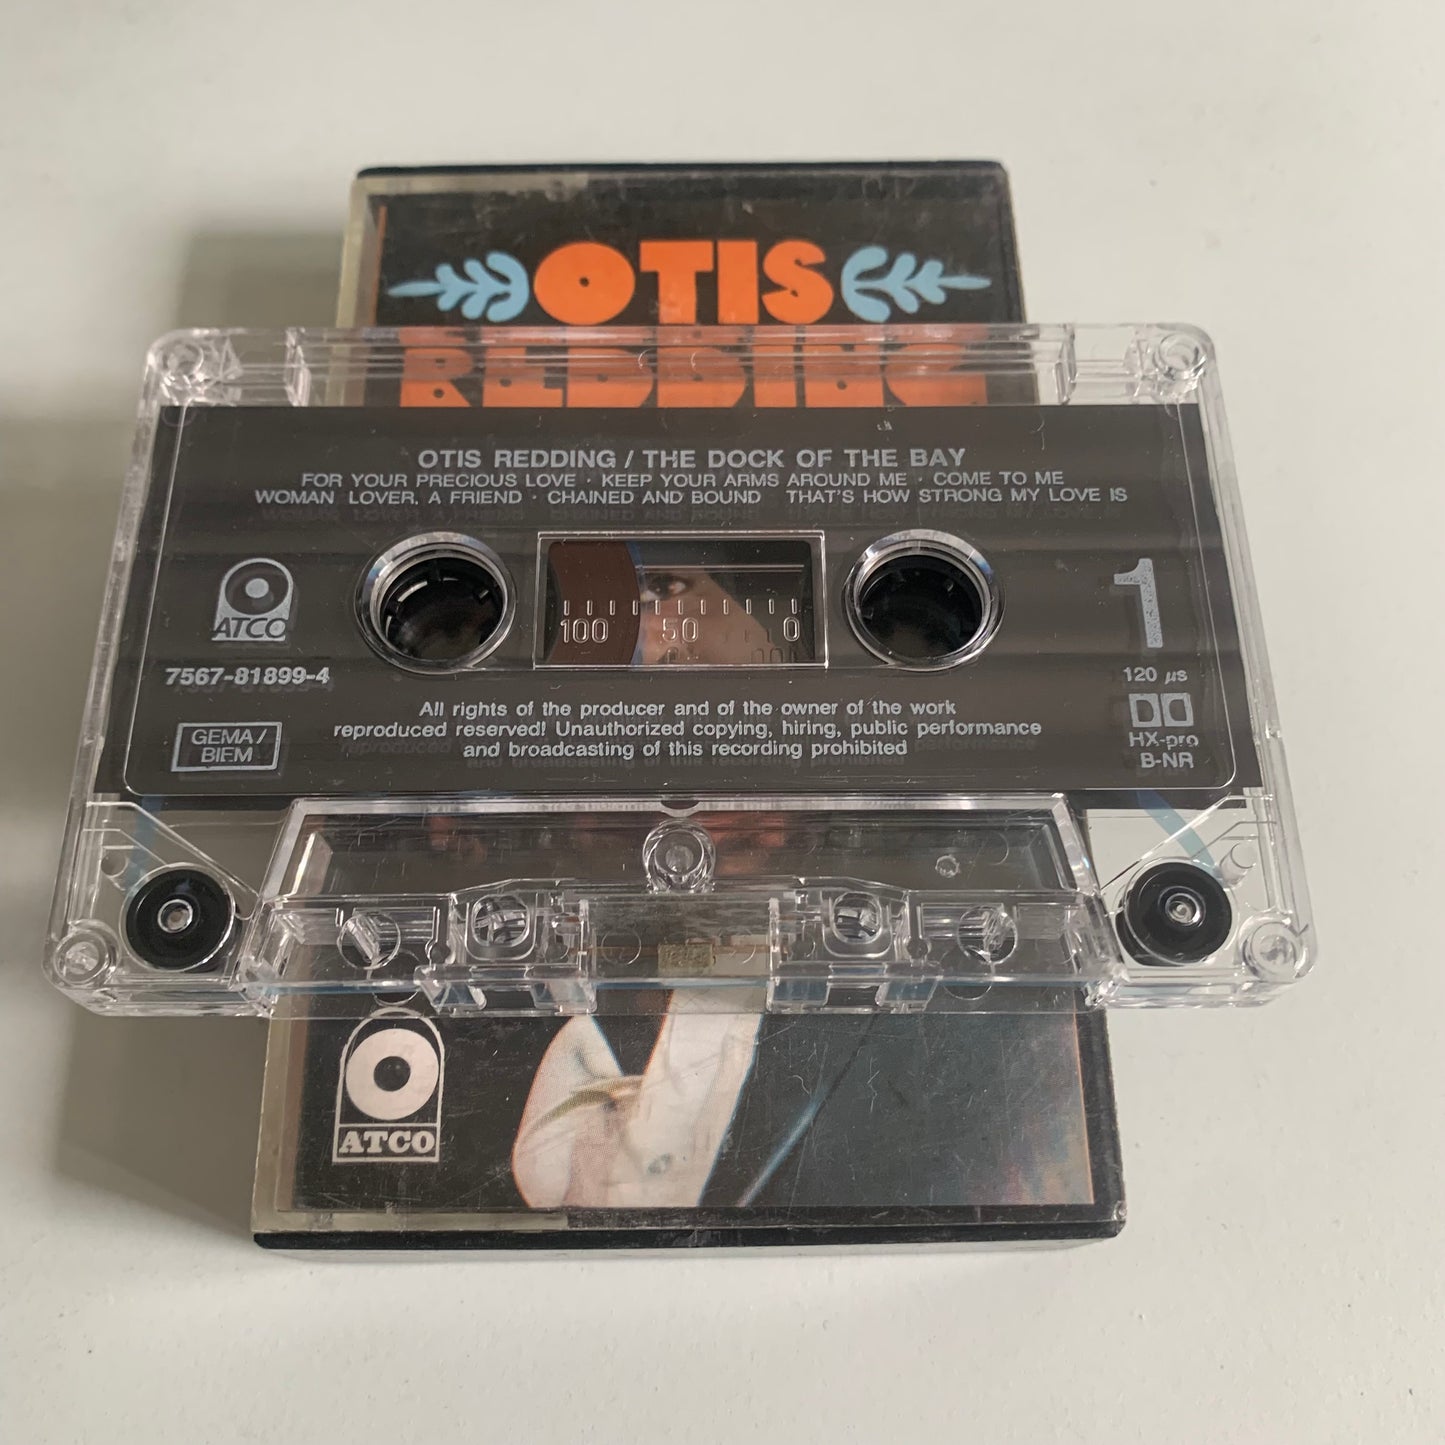 OTIS
REDDING
OTIS REDDING / THE DOCK OF THE BAY
FOR YOUR PRECIOUS LOVE · KEEP YOUR ARMS AROUND ME · COME TO ME
WOMAN LOVER, A FRIEND · CHAINED AND BOUND THAT'S HOW STRONG MY LOVE IS
ATCO
7567-81899-4
GEMA/
BIEM
100 50 0
1
120 µs
HX-pro
B-NR
All rights of the producer and of the owner of the work
reproduced reserved! Unauthorized copying, hiring, public performance
and broadcasting of this recording prohibited
ATCO